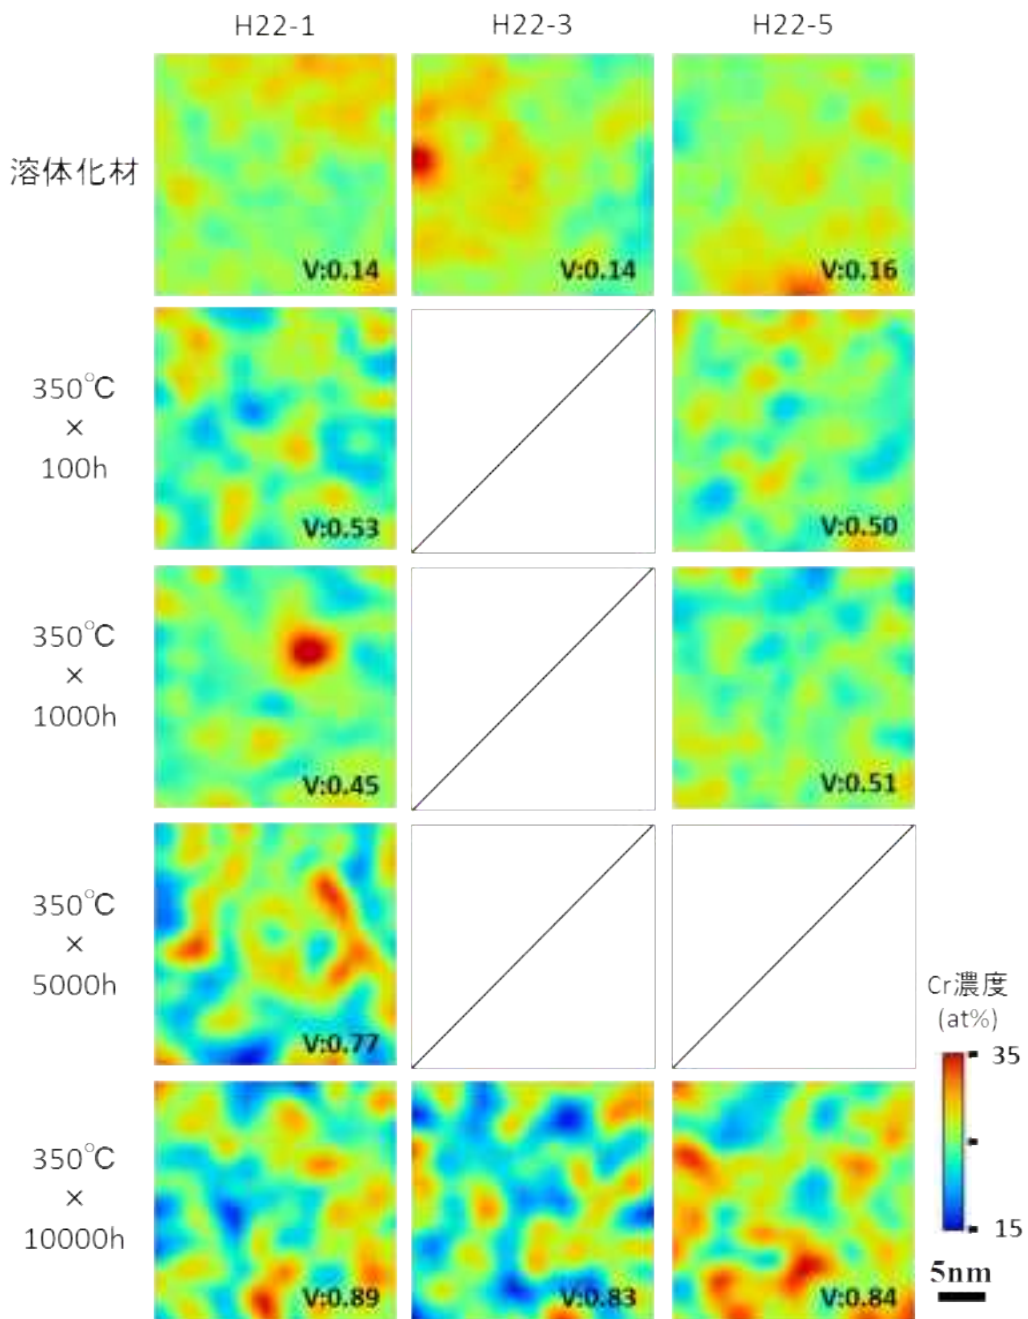 H22-1 H22-3 H22-5
溶体化材
V:0.14 V:0.14 V:0.16
350℃
×
100h
V:0.53 V:0.50
350℃
×
1000h
V:0.45 V:0.51
350℃
×
5000h
V:0.77
Cr濃度
(at%)
35
15
5nm
350℃
×
10000h
V:0.89 V:0.83 V:0.84